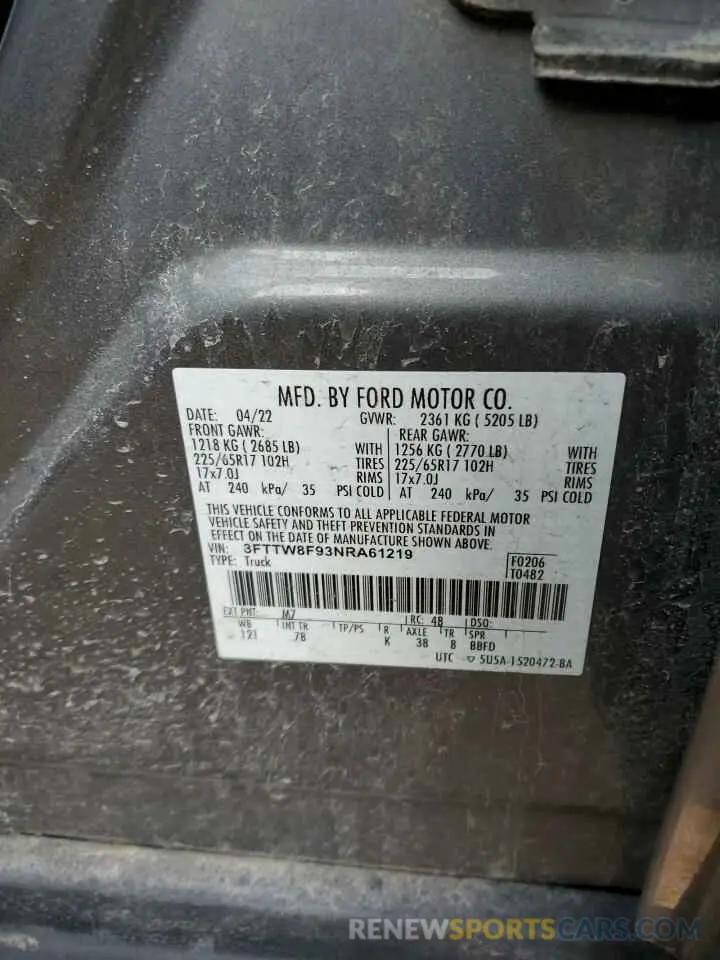 MFD. BY FORD MOTOR CO.
DATE: 04/22 GVWR: 2361 KG ( 5205 LB)
FRONT GAWR: REAR GAWR:
1218 KG ( 2685 LB) WITH 1256 KG ( 2770 LB) WITH
225/65R17 102H TIRES 225/65R17 102H TIRES
17x7.0J RIMS 17x7.0J RIMS
AT 240 kPa/ 35 PSI COLD AT 240 kPa/ 35 PSI COLD
THIS VEHICLE CONFORMS TO ALL APPLICABLE FEDERAL MOTOR
VEHICLE SAFETY AND THEFT PREVENTION STANDARDS IN
EFFECT ON THE DATE OF MANUFACTURE SHOWN ABOVE.
VIN: 3FTTW8F93NRA61219
TYPE: Truck
F0206
T0482
EXT PNT: M7 RC: 48 DSO:
WB INT TR TP/PS R AXLE TR SPR
121 78 K 38 8 BBFD
UTC 5U5A-1520472-BA
RENEWSPORTSCARS.COM